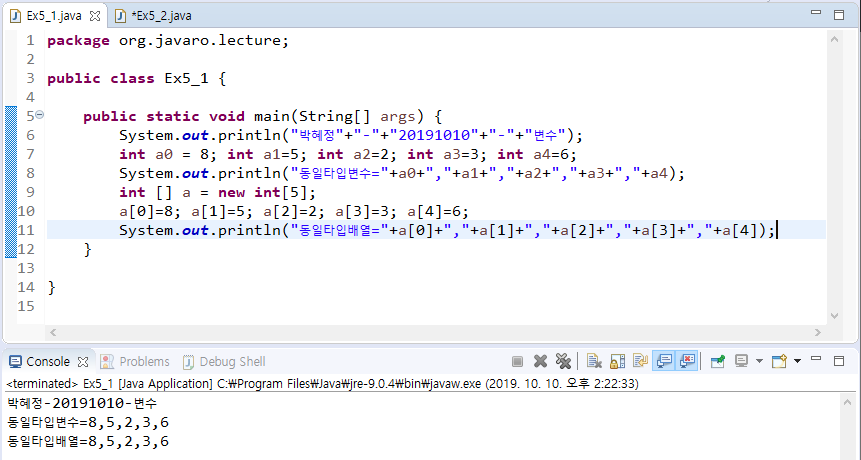 Ex5_1.java *Ex5_2.java
1 package org.javaro.lecture;
2
3 public class Ex5_1 {
4
5 public static void main(String[] args) {
6 System.out.println("박혜정"+"-"+"20191010"+"-"+"변수");
7 int a0 = 8; int a1=5; int a2=2; int a3=3; int a4=6;
8 System.out.println("동일타입변수="+a0+","+a1+","+a2+","+a3+","+a4);
9 int [] a = new int[5];
10 a[0]=8; a[1]=5; a[2]=2; a[3]=3; a[4]=6;
11 System.out.println("동일타입배열="+a[0]+","+a[1]+","+a[2]+","+a[3]+","+a[4]);
12 }
13
14 }
15
Console Problems Debug Shell
<terminated> Ex5_1 [Java Application] C:₩Program Files₩Java₩jre-9.0.4₩bin₩javaw.exe (2019. 10. 10. 오후 2:22:33)
박혜정-20191010-변수
동일타입변수=8,5,2,3,6
동일타입배열=8,5,2,3,6